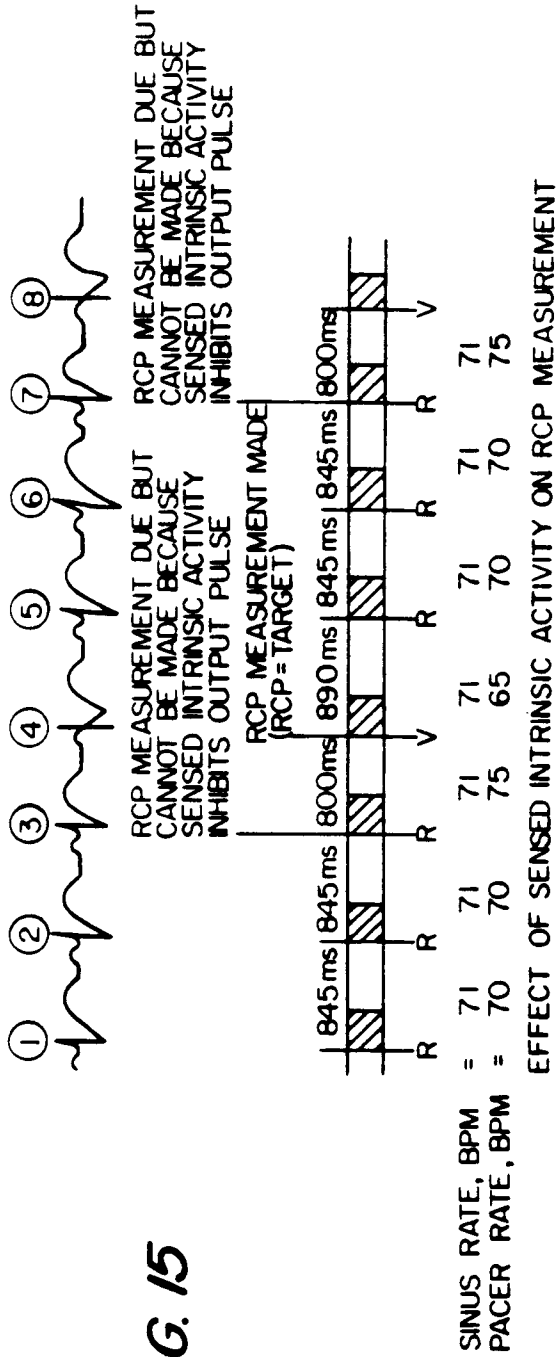 G. 15
① ② ③ ④ ⑤ ⑥ ⑦ ⑧
RCP MEASUREMENT DUE BUT
CANNOT BE MADE BECAUSE
SENSED INTRINSIC ACTIVITY
INHIBITS OUTPUT PULSE
RCP MEASUREMENT DUE BUT
CANNOT BE MADE BECAUSE
SENSED INTRINSIC ACTIVITY
INHIBITS OUTPUT PULSE
RCP MEASUREMENT MADE
(RCP=TARGET)
845ms 845ms 800ms 890ms 845ms 845ms 800ms
R R R V R R R V
SINUS RATE, BPM = 71 71 71 71 71 71 71
PACER RATE, BPM = 70 70 75 65 70 70 75
EFFECT OF SENSED INTRINSIC ACTIVITY ON RCP MEASUREMENT